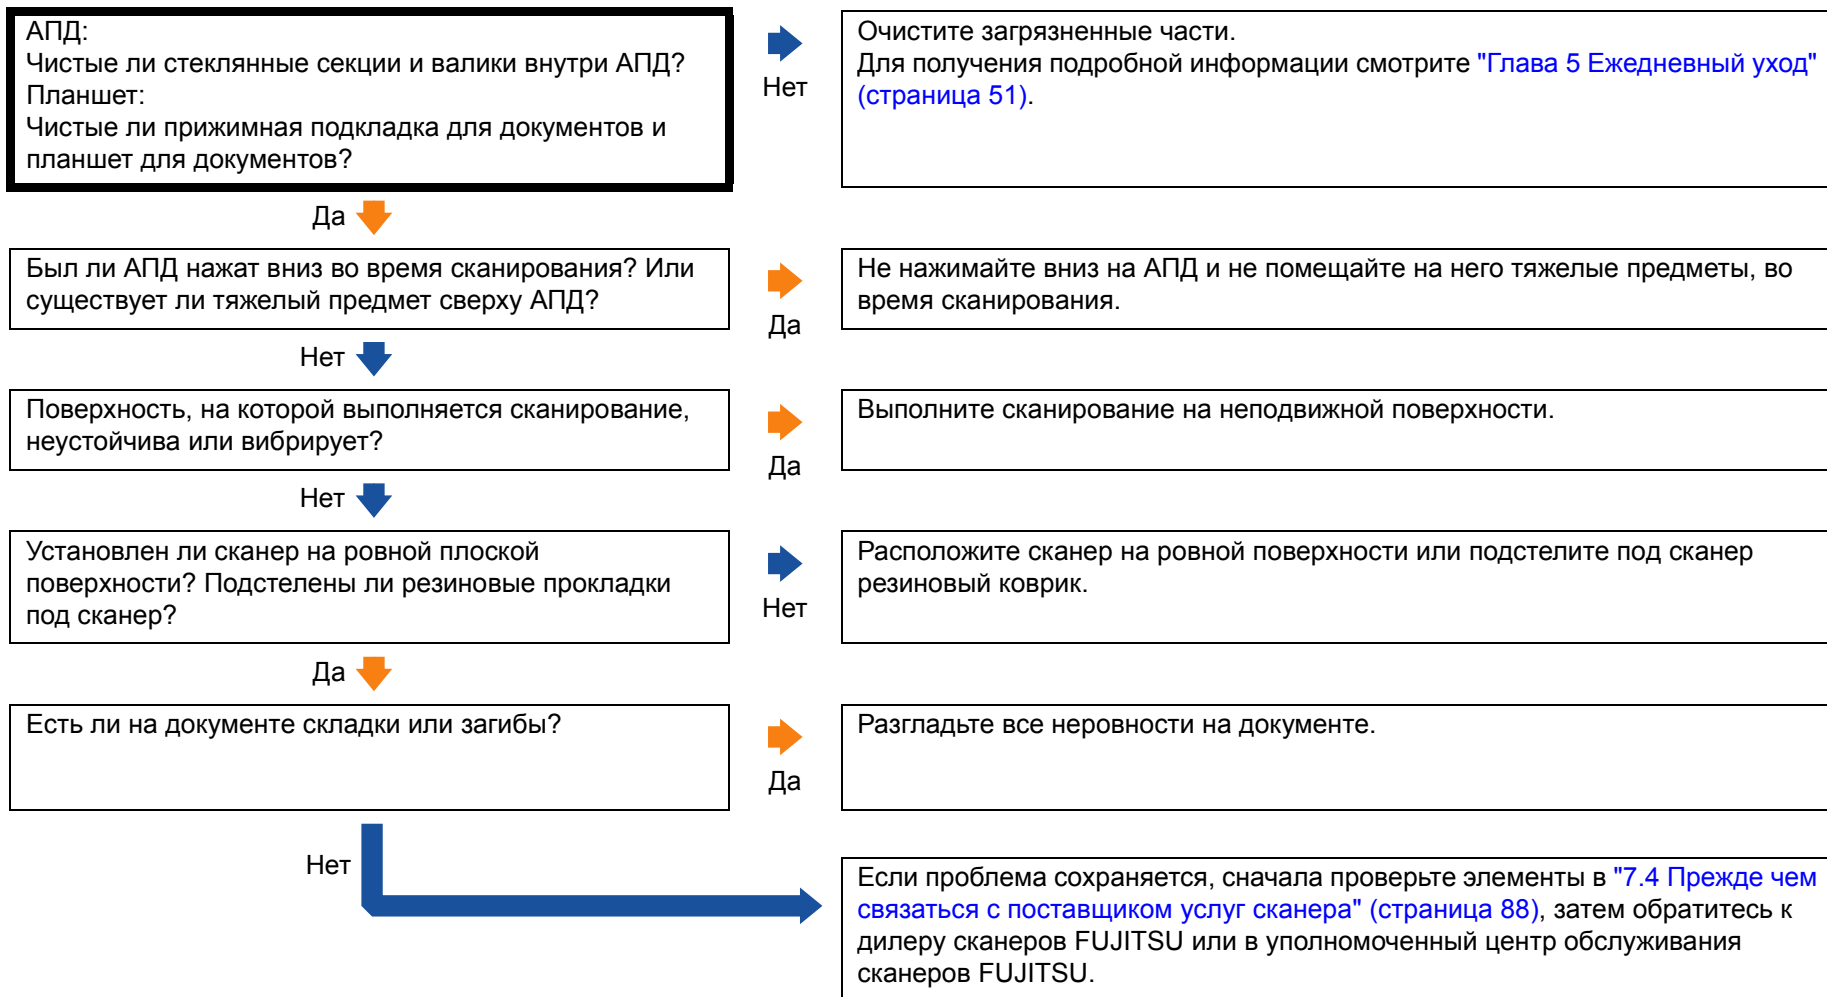 АПД:
Чистые ли стеклянные секции и валики внутри АПД?
Планшет:
Чистые ли прижимная подкладка для документов и
планшет для документов?
Нет
Очистите загрязненные части.
Для получения подробной информации смотрите "Глава 5 Ежедневный уход"
(страница 51).
Да
Был ли АПД нажат вниз во время сканирования? Или
существует ли тяжелый предмет сверху АПД?
Да
Не нажимайте вниз на АПД и не помещайте на него тяжелые предметы, во
время сканирования.
Нет
Поверхность, на которой выполняется сканирование,
неустойчива или вибрирует?
Да
Выполните сканирование на неподвижной поверхности.
Нет
Установлен ли сканер на ровной плоской
поверхности? Подстелены ли резиновые прокладки
под сканер?
Нет
Расположите сканер на ровной поверхности или подстелите под сканер
резиновый коврик.
Да
Есть ли на документе складки или загибы?
Да
Разгладьте все неровности на документе.
Нет
Если проблема сохраняется, сначала проверьте элементы в "7.4 Прежде чем
связаться с поставщиком услуг сканера" (страница 88), затем обратитесь к
дилеру сканеров FUJITSU или в уполномоченный центр обслуживания
сканеров FUJITSU.